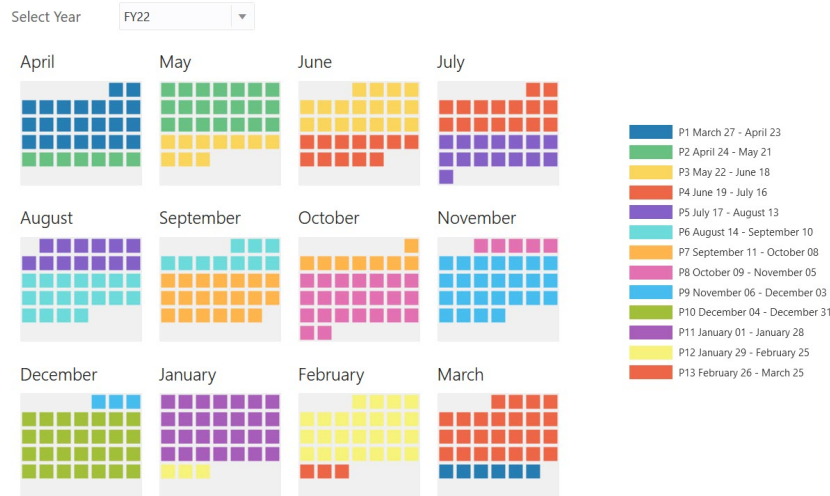 Select Year FY22
April May June July
August September October November
December January February March
P1 March 27 - April 23
P2 April 24 - May 21
P3 May 22 - June 18
P4 June 19 - July 16
P5 July 17 - August 13
P6 August 14 - September 10
P7 September 11 - October 08
P8 October 09 - November 05
P9 November 06 - December 03
P10 December 04 - December 31
P11 January 01 - January 28
P12 January 29 - February 25
P13 February 26 - March 25